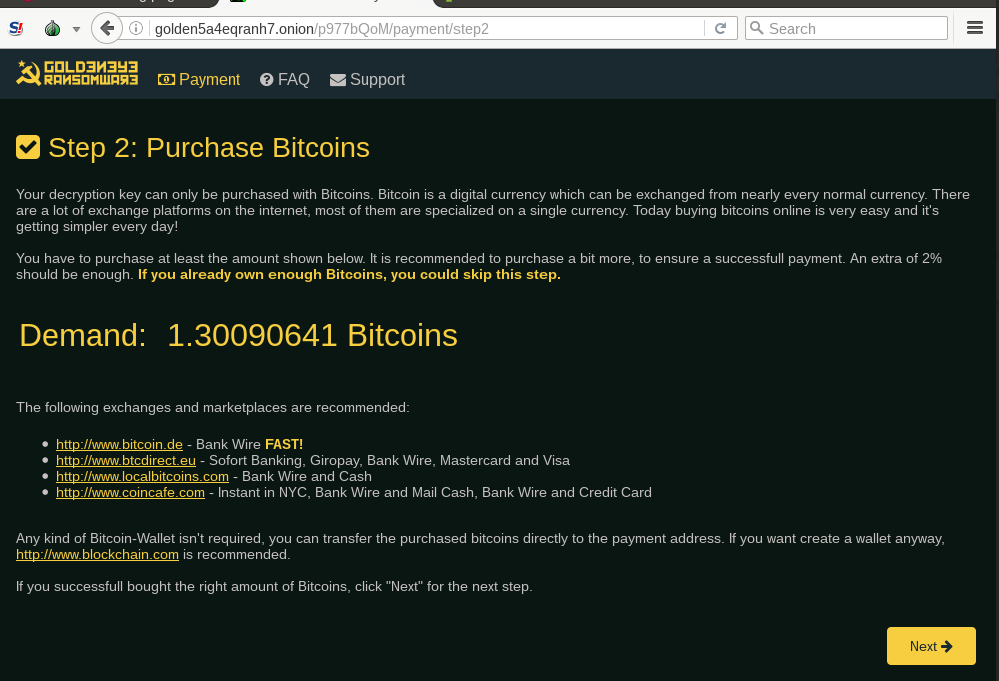 golden5a4eqranh7.onion/p977bQoM/payment/step2
Search
GOLDENEYE
RANSOMWARE
Payment
FAQ
Support
Step 2: Purchase Bitcoins
Your decryption key can only be purchased with Bitcoins. Bitcoin is a digital currency which can be exchanged from nearly every normal currency. There
are a lot of exchange platforms on the internet, most of them are specialized on a single currency. Today buying bitcoins online is very easy and it's
getting simpler every day!
You have to purchase at least the amount shown below. It is recommended to purchase a bit more, to ensure a successfull payment. An extra of 2%
should be enough. If you already own enough Bitcoins, you could skip this step.
Demand: 1.30090641 Bitcoins
The following exchanges and marketplaces are recommended:
http://www.bitcoin.de - Bank Wire FAST!
http://www.btcdirect.eu - Sofort Banking, Giropay, Bank Wire, Mastercard and Visa
http://www.localbitcoins.com - Bank Wire and Cash
http://www.coincafe.com - Instant in NYC, Bank Wire and Mail Cash, Bank Wire and Credit Card
Any kind of Bitcoin-Wallet isn't required, you can transfer the purchased bitcoins directly to the payment address. If you want create a wallet anyway,
http://www.blockchain.com is recommended.
If you successfull bought the right amount of Bitcoins, click "Next" for the next step.
Next